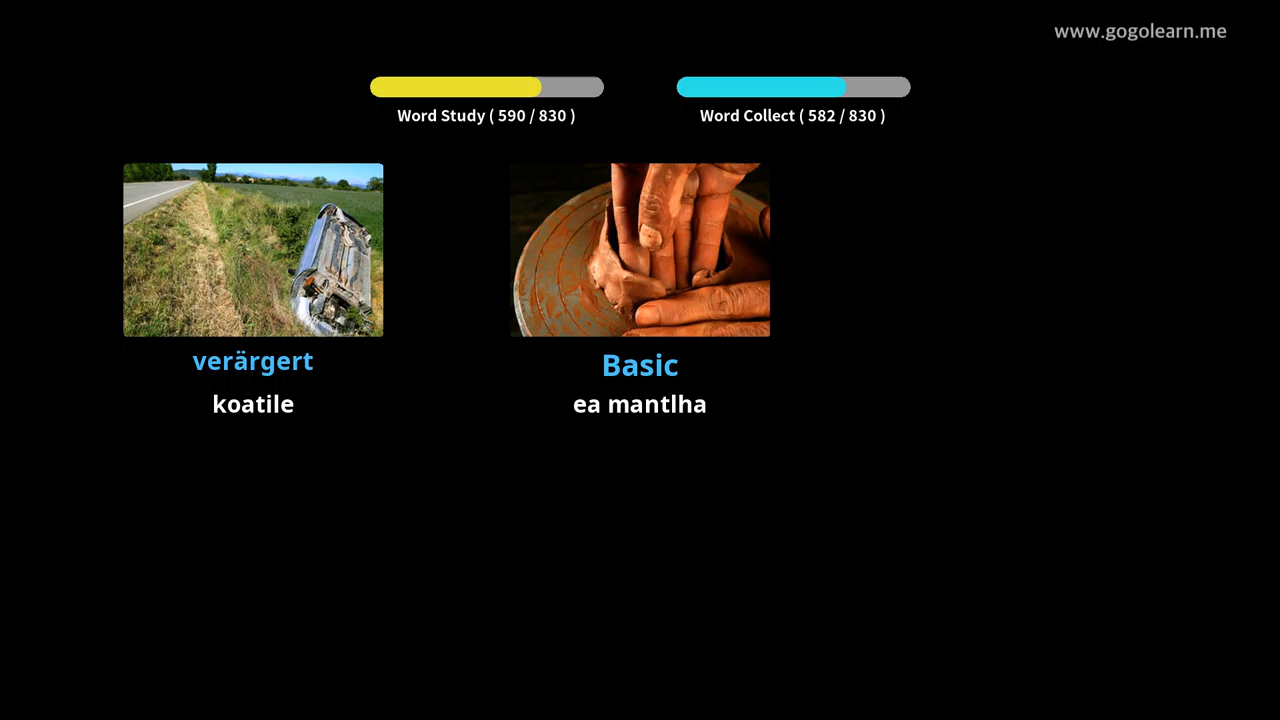 www.gogolearn.me
Word Study ( 590 / 830 )
Word Collect ( 582 / 830 )
verärgert
koatile
Basic
ea mantlha